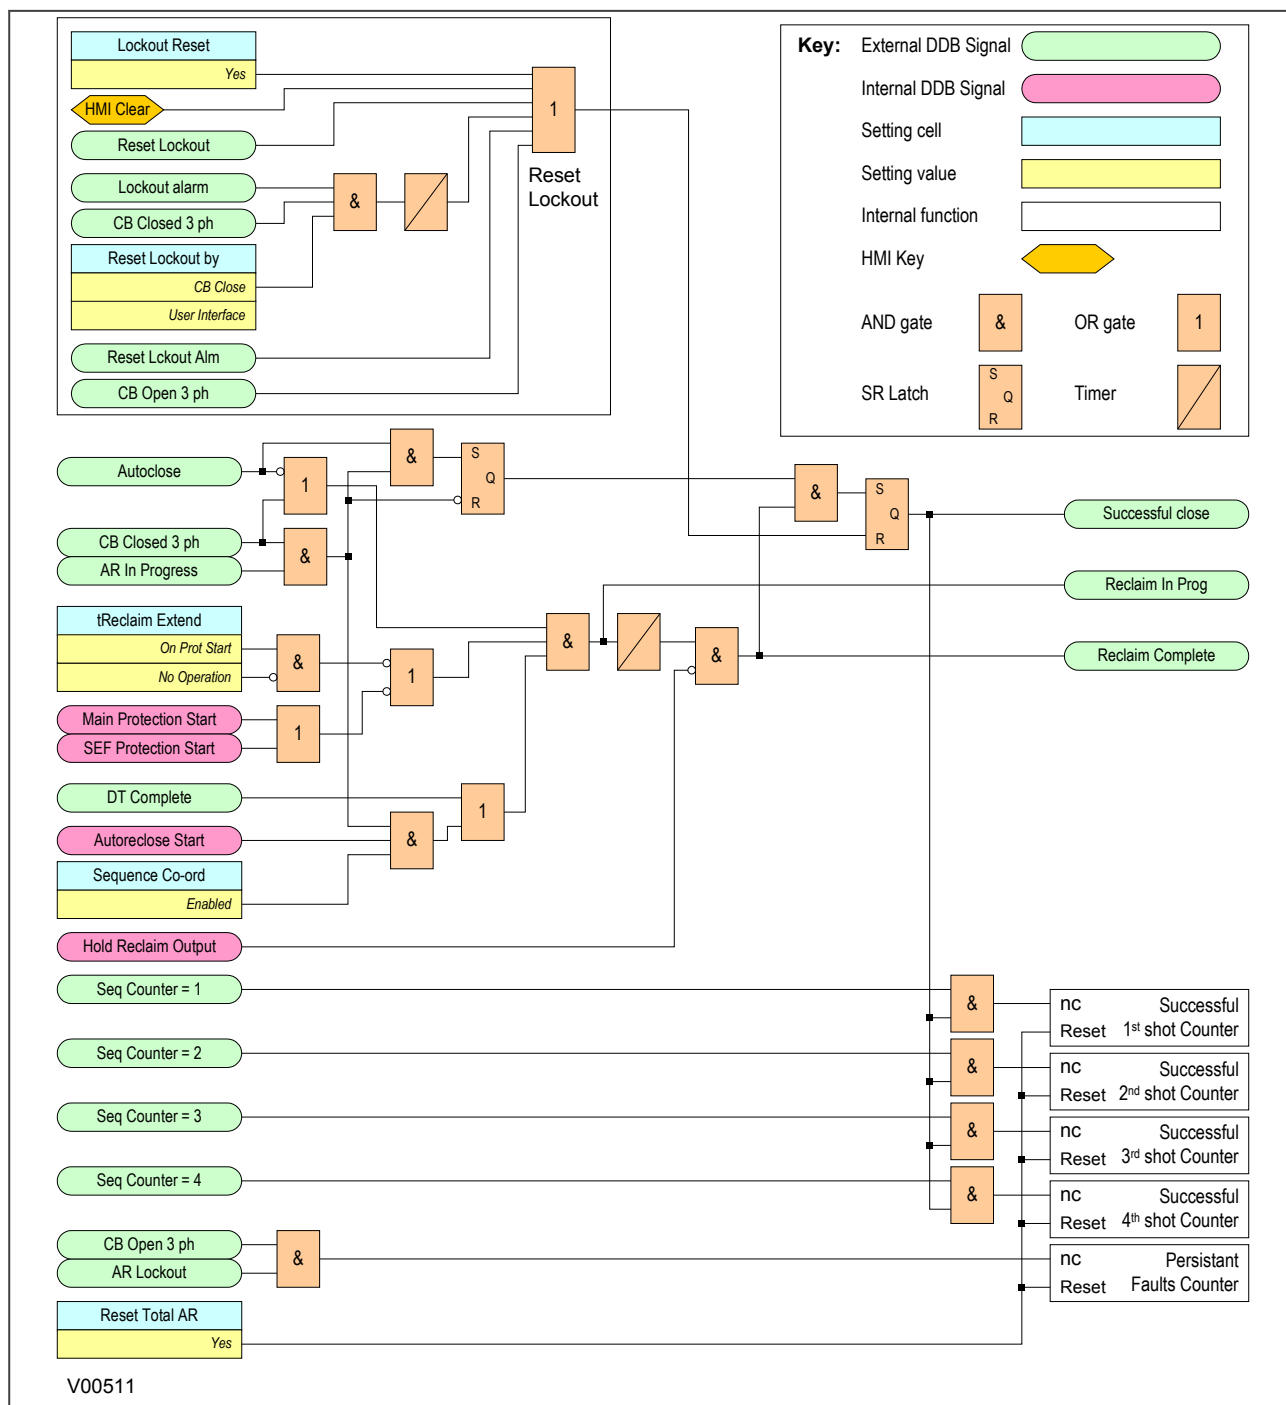 Lockout Reset
Yes
HMI Clear
Reset Lockout
Lockout alarm
CB Closed 3 ph
Reset Lockout by
CB Close
User Interface
Reset Lckout Alm
CB Open 3 ph
&
1
Reset
Lockout
Key:
External DDB Signal
Internal DDB Signal
Setting cell
Setting value
Internal function
HMI Key
AND gate
&
OR gate
1
SR Latch
S
Q
R
Timer
Autoclose
1
&
S
Q
R
CB Closed 3 ph
AR In Progress
&
&
S
Q
R
Successful close
Reclaim In Prog
Reclaim Complete
tReclaim Extend
On Prot Start
No Operation
&
1
&
&
Main Protection Start
SEF Protection Start
1
DT Complete
1
Autoreclose Start
&
Sequence Co-ord
Enabled
Hold Reclaim Output
Seq Counter = 1
&
nc Successful
Reset 1st shot Counter
Seq Counter = 2
&
nc Successful
Reset 2nd shot Counter
Seq Counter = 3
&
nc Successful
Reset 3rd shot Counter
Seq Counter = 4
&
nc Successful
Reset 4th shot Counter
CB Open 3 ph
AR Lockout
&
nc Persistant
Reset Faults Counter
Reset Total AR
Yes
V00511